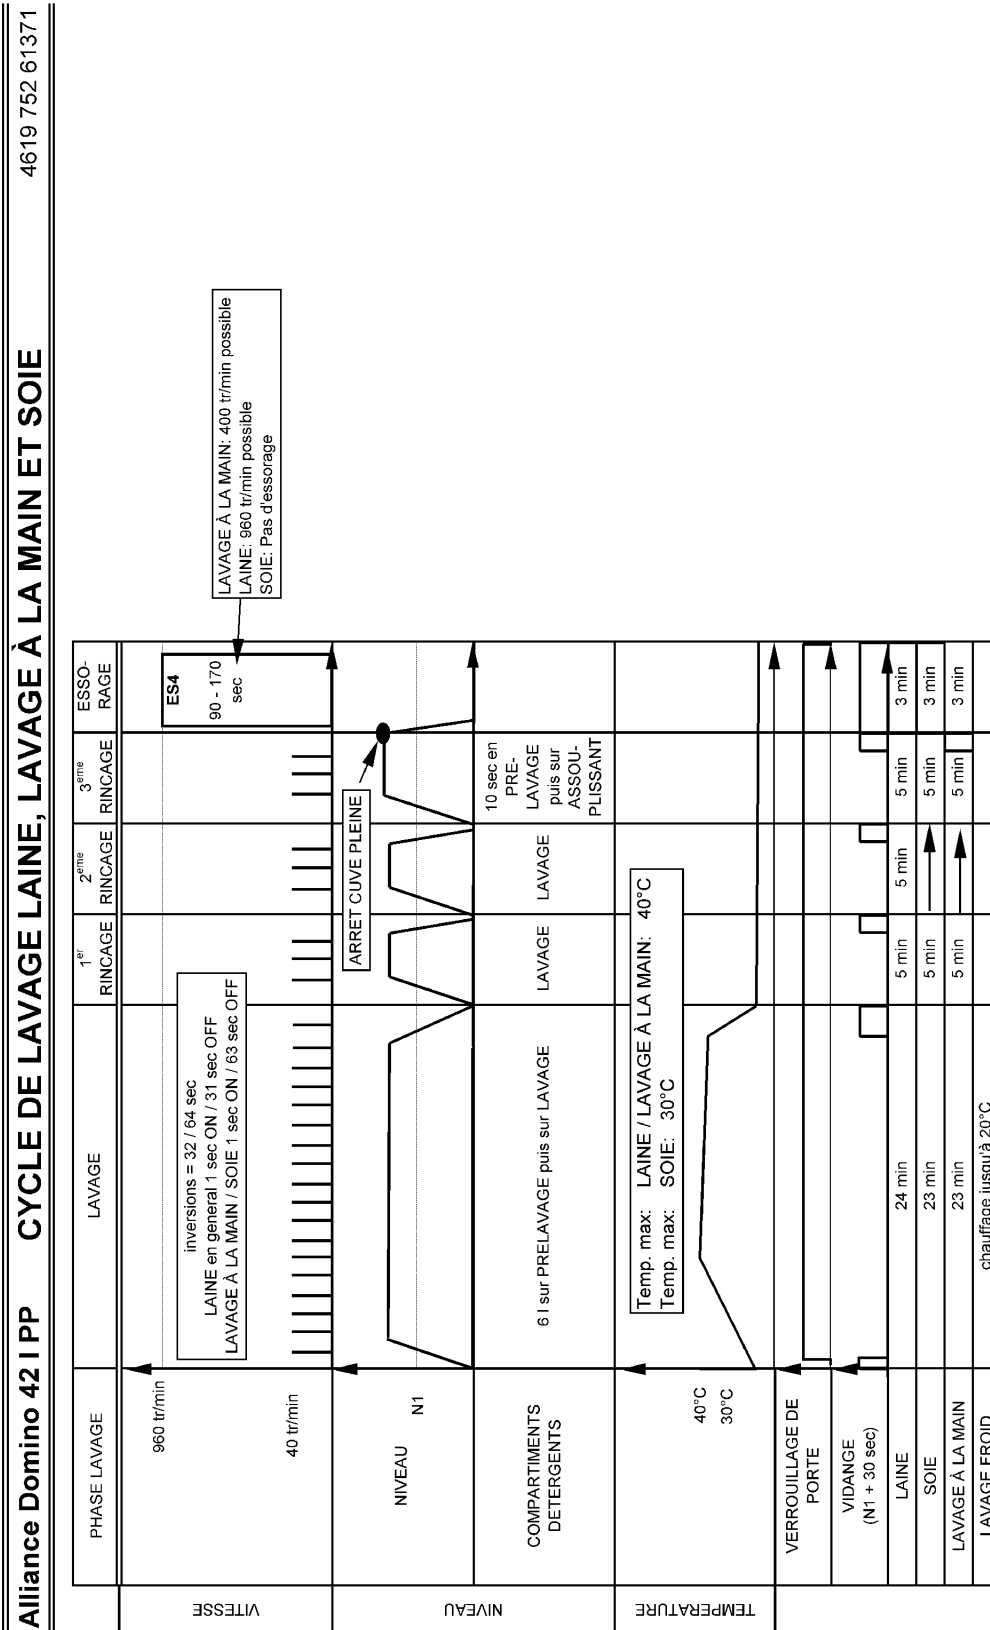 Alliance Domino 42 I PP CYCLE DE LAVAGE LAINE, LAVAGE À LA MAIN ET SOIE 4619 752 61371
PHASE LAVAGE
LAVAGE
1er
RINCAGE
2eme
RINCAGE
3eme
RINCAGE
ESSO-
RAGE
VITESSE
960 tr/min
40 tr/min
inversions = 32 / 64 sec
LAINE en general 1 sec ON / 31 sec OFF
LAVAGE À LA MAIN / SOIE 1 sec ON / 63 sec OFF
ES4
90 - 170
sec
LAVAGE À LA MAIN: 400 tr/min possible
LAINE: 960 tr/min possible
SOIE: Pas d'essorage
NIVEAU
NIVEAU
N1
ARRET CUVE PLEINE
COMPARTIMENTS
DETERGENTS
6 l sur PRELAVAGE puis sur LAVAGE
LAVAGE
LAVAGE
10 sec en
PRE-
LAVAGE
puis sur
ASSOU-
PLISSANT
TEMPERATURE
40°C
30°C
Temp. max: LAINE / LAVAGE À LA MAIN: 40°C
Temp. max: SOIE: 30°C
VERROUILLAGE DE
PORTE
VIDANGE
(N1 + 30 sec)
LAINE 24 min 5 min 5 min 5 min 3 min
SOIE 23 min 5 min 5 min 3 min
LAVAGE À LA MAIN 23 min 5 min 5 min 3 min
LAVAGE FROID chauffage jusqu'à 20°C